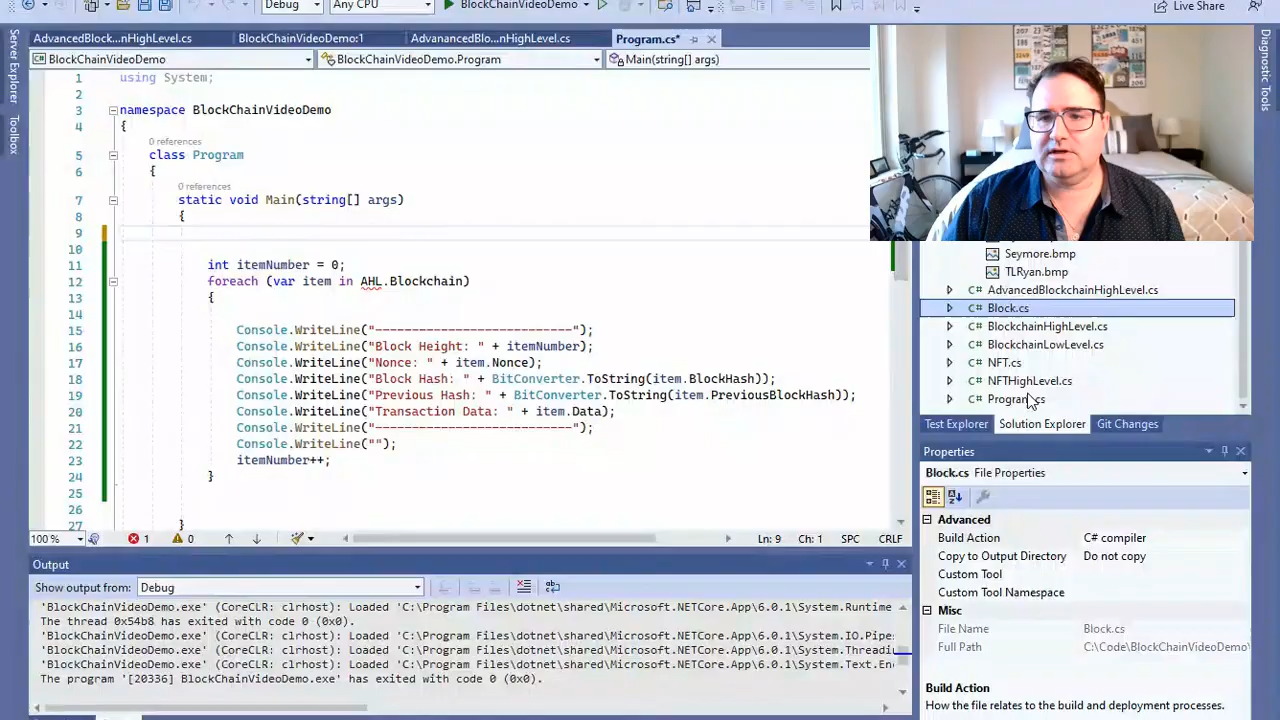 Debug
Any CPU
BlockChainVideoDemo
Live Share
Server Explorer
Toolbox
AdvancedBlock...nHighLevel.cs
BlockChainVideoDemo:1
AdvanancedBlo...nHighLevel.cs
Program.cs*
BlockChainVideoDemo
BlockChainVideoDemo.Program
Main(string[] args)
1 using System;
2
3 namespace BlockChainVideoDemo
4 {
0 references
5 class Program
6 {
0 references
7 static void Main(string[] args)
8 {
9
10
11 int itemNumber = 0;
12 foreach (var item in AHL.Blockchain)
13 {
14
15 Console.WriteLine("---------------------------");
16 Console.WriteLine("Block Height: " + itemNumber);
17 Console.WriteLine("Nonce: " + item.Nonce);
18 Console.WriteLine("Block Hash: " + BitConverter.ToString(item.BlockHash));
19 Console.WriteLine("Previous Hash: " + BitConverter.ToString(item.PreviousBlockHash));
20 Console.WriteLine("Transaction Data: " + item.Data);
21 Console.WriteLine("---------------------------");
22 Console.WriteLine("");
23 itemNumber++;
24 }
25
26
27 }
100 %
1
0
Ln: 9 Ch: 1 SPC CRLF
Output
Show output from: Debug
'BlockChainVideoDemo.exe' (CoreCLR: clrhost): Loaded 'C:\Program Files\dotnet\shared\Microsoft.NETCore.App\6.0.1\System.Runtime
The thread 0x54b8 has exited with code 0 (0x0).
'BlockChainVideoDemo.exe' (CoreCLR: clrhost): Loaded 'C:\Program Files\dotnet\shared\Microsoft.NETCore.App\6.0.1\System.IO.Pipe
'BlockChainVideoDemo.exe' (CoreCLR: clrhost): Loaded 'C:\Program Files\dotnet\shared\Microsoft.NETCore.App\6.0.1\System.Threadi
'BlockChainVideoDemo.exe' (CoreCLR: clrhost): Loaded 'C:\Program Files\dotnet\shared\Microsoft.NETCore.App\6.0.1\System.Text.En
The program '[20336] BlockChainVideoDemo.exe' has exited with code 0 (0x0).
Seymore.bmp
TLRyan.bmp
C# AdvancedBlockchainHighLevel.cs
C# Block.cs
C# BlockchainHighLevel.cs
C# BlockchainLowLevel.cs
C# NFT.cs
C# NFTHighLevel.cs
C# Program.cs
Test Explorer
Solution Explorer
Git Changes
Properties
Block.cs File Properties
Advanced
Build Action C# compiler
Copy to Output Directory Do not copy
Custom Tool
Custom Tool Namespace
Misc
File Name Block.cs
Full Path C:\Code\BlockChainVideoDemo\
Build Action
How the file relates to the build and deployment processes.
Diagnostic Tools